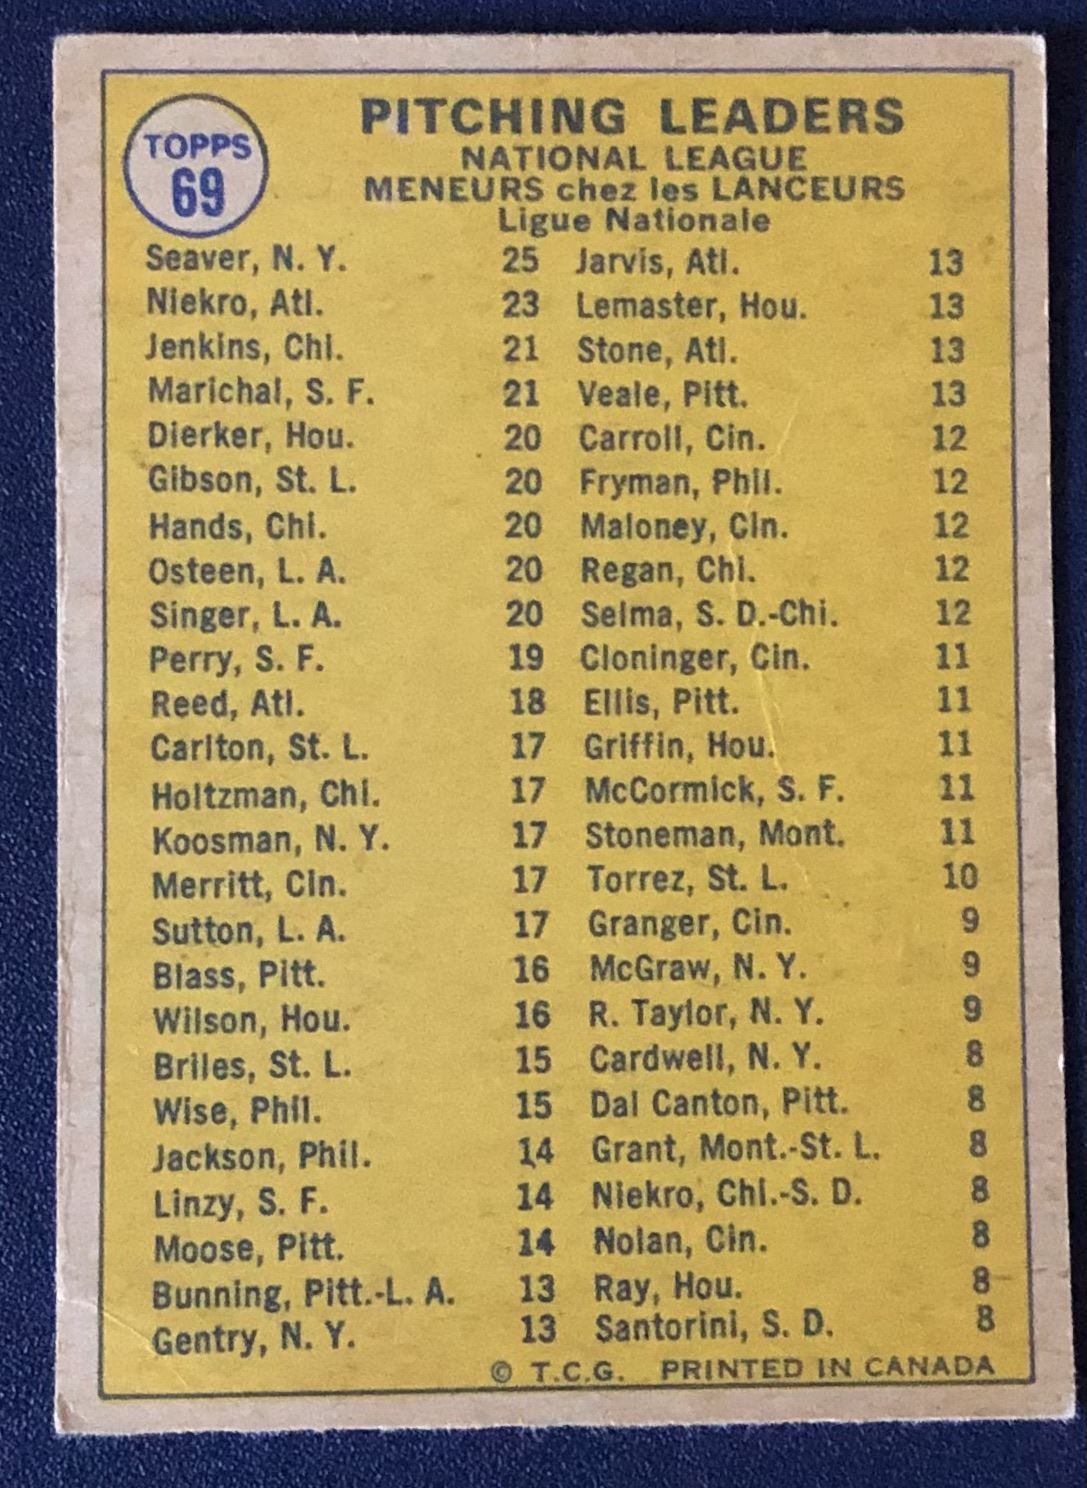 TOPPS
69
PITCHING LEADERS
NATIONAL LEAGUE
MENEURS chez les LANCEURS
Ligue Nationale
Seaver, N. Y. 25
Niekro, Atl. 23
Jenkins, Chi. 21
Marichal, S. F. 21
Dierker, Hou. 20
Gibson, St. L. 20
Hands, Chi. 20
Osteen, L. A. 20
Singer, L. A. 20
Perry, S. F. 19
Reed, Atl. 18
Carlton, St. L. 17
Holtzman, Chi. 17
Koosman, N. Y. 17
Merritt, Cin. 17
Sutton, L. A. 17
Blass, Pitt. 16
Wilson, Hou. 16
Briles, St. L. 15
Wise, Phil. 15
Jackson, Phil. 14
Linzy, S. F. 14
Moose, Pitt. 14
Bunning, Pitt.-L. A. 13
Gentry, N. Y. 13
Jarvis, Atl. 13
Lemaster, Hou. 13
Stone, Atl. 13
Veale, Pitt. 13
Carroll, Cin. 12
Fryman, Phil. 12
Maloney, Cin. 12
Regan, Chi. 12
Selma, S. D.-Chi. 12
Cloninger, Cin. 11
Ellis, Pitt. 11
Griffin, Hou. 11
McCormick, S. F. 11
Stoneman, Mont. 11
Torrez, St. L. 10
Granger, Cin. 9
McGraw, N. Y. 9
R. Taylor, N. Y. 9
Cardwell, N. Y. 8
Dal Canton, Pitt. 8
Grant, Mont.-St. L. 8
Niekro, Chi.-S. D. 8
Nolan, Cin. 8
Ray, Hou. 8
Santorini, S. D. 8
© T.C.G. PRINTED IN CANADA